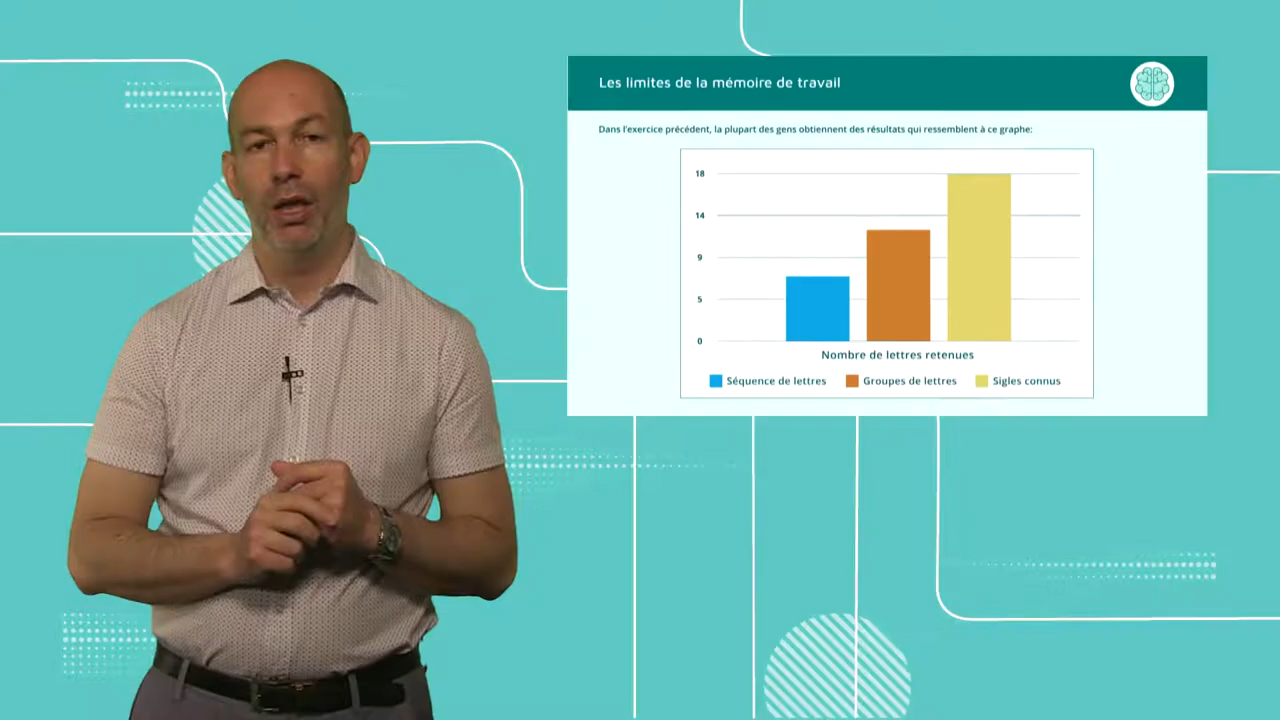 Les limites de la mémoire de travail
Dans l'exercice précédent, la plupart des gens obtiennent des résultats qui ressemblent à ce graphe:
18
14
9
5
0
Nombre de lettres retenues
Séquence de lettres Groupes de lettres Sigles connus